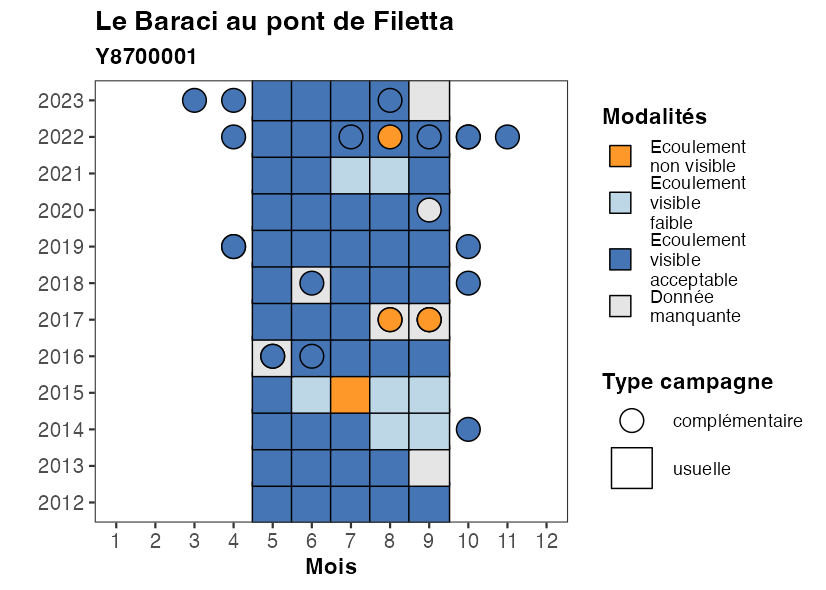 Le Baraci au pont de Filetta
Y8700001
2023
2022
2021
2020
2019
2018
2017
2016
2015
2014
2013
2012
1 2 3 4 5 6 7 8 9 10 11 12
Mois
Modalités
Ecoulement
non visible
Ecoulement
visible
faible
Ecoulement
visible
acceptable
Donnée
manquante
Type campagne
complémentaire
usuelle